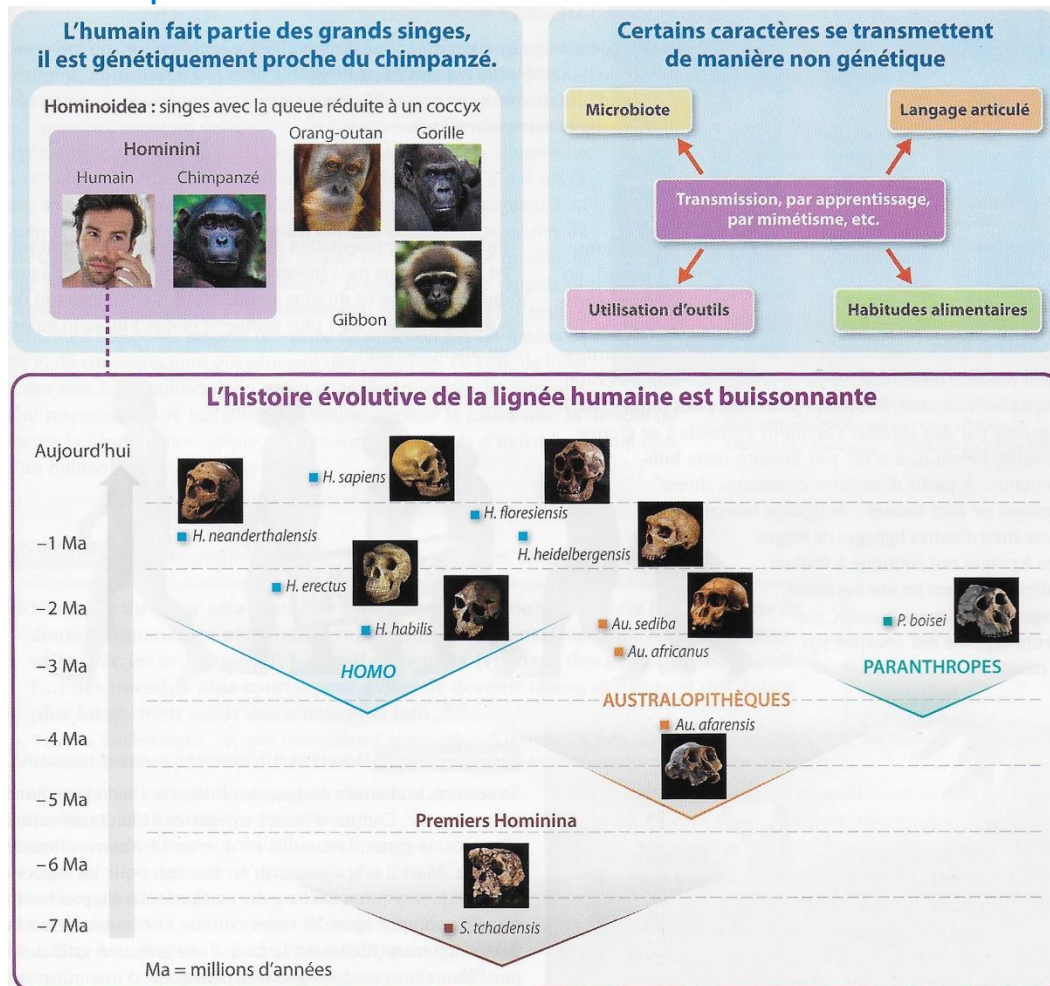 L'humain fait partie des grands singes,
il est génétiquement proche du chimpanzé.
Hominoidea : singes avec la queue réduite à un coccyx
Hominini
Humain
Chimpanzé
Orang-outan
Gorille
Gibbon
Certains caractères se transmettent
de manière non génétique
Microbiote
Langage articulé
Transmission, par apprentissage,
par mimétisme, etc.
Utilisation d'outils
Habitudes alimentaires
L'histoire évolutive de la lignée humaine est buissonnante
Aujourd'hui
H. sapiens
H. floresiensis
H. neanderthalensis
–1 Ma
H. heidelbergensis
H. erectus
–2 Ma
H. habilis
Au. sediba
P. boisei
Au. africanus
–3 Ma
HOMO
PARANTHROPES
AUSTRALOPITHÈQUES
Au. afarensis
–4 Ma
–5 Ma
Premiers Hominina
–6 Ma
–7 Ma
S. tchadensis
Ma = millions d'années